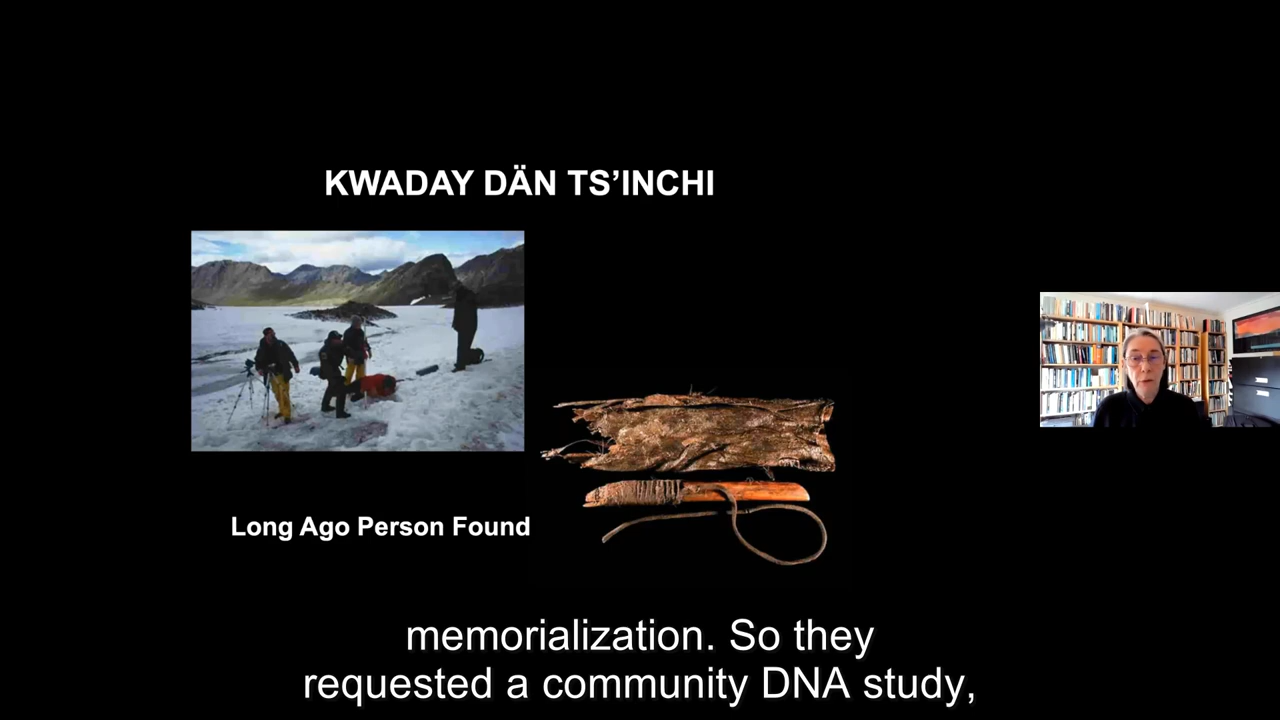 KWADAY DÄN TS’INCHI
Long Ago Person Found
memorialization. So they
requested a community DNA study,